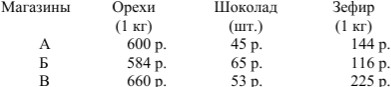 Магазины Орехи Шоколад Зефир
(1 кг) (шт.) (1 кг)
А 600 р. 45 р. 144 р.
Б 584 р. 65 р. 116 р.
В 660 р. 53 р. 225 р.